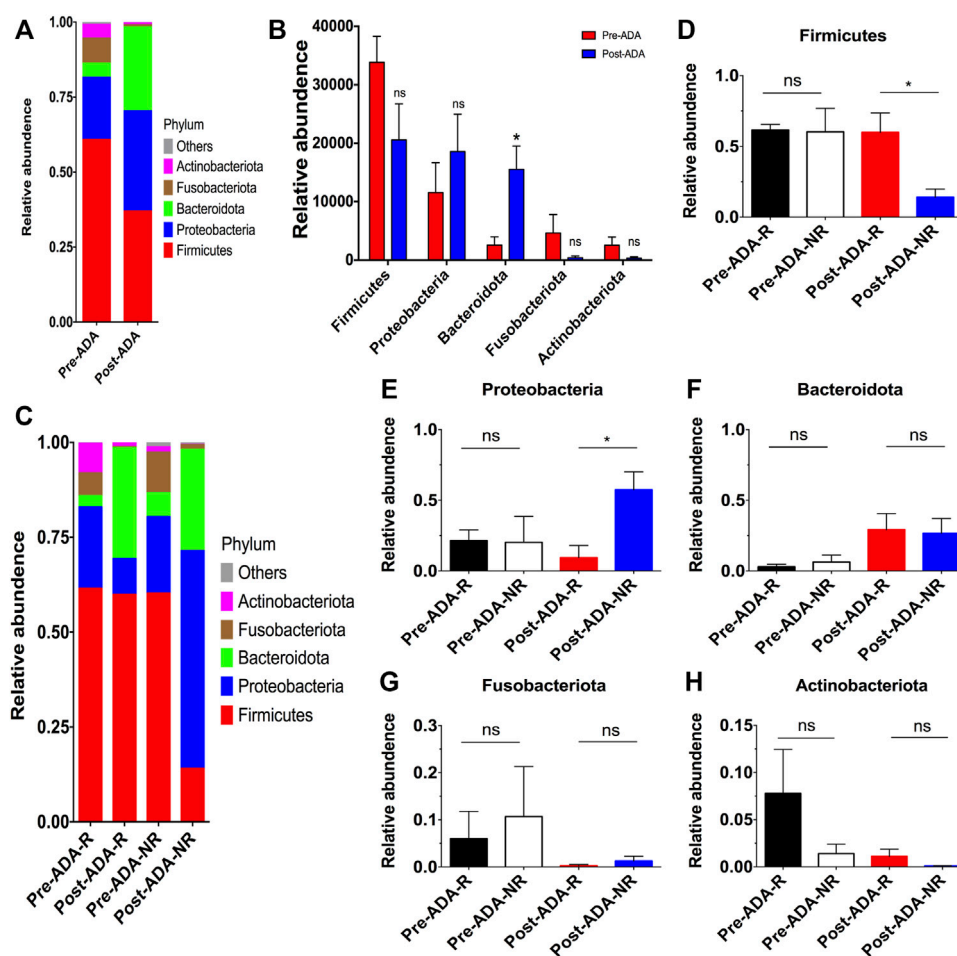 A
Relative abundance
1.00
0.75
0.50
0.25
0.00
Pre-ADA
Post-ADA
Phylum
Others
Actinobacteriota
Fusobacteriota
Bacteroidota
Proteobacteria
Firmicutes
B
Relative abundance
40000
30000
20000
10000
0
Pre-ADA
Post-ADA
ns
ns
*
ns
ns
Firmicutes
Proteobacteria
Bacteroidota
Fusobacteriota
Actinobacteriota
D
Firmicutes
Relative abundance
1.0
0.5
0.0
ns
*
Pre-ADA-R
Pre-ADA-NR
Post-ADA-R
Post-ADA-NR
C
Relative abundance
1.00
0.75
0.50
0.25
0.00
Pre-ADA-R
Post-ADA-R
Pre-ADA-NR
Post-ADA-NR
Phylum
Others
Actinobacteriota
Fusobacteriota
Bacteroidota
Proteobacteria
Firmicutes
E
Proteobacteria
Relative abundance
1.0
0.5
0.0
ns
*
Pre-ADA-R
Pre-ADA-NR
Post-ADA-R
Post-ADA-NR
F
Bacteroidota
Relative abundance
1.0
0.5
0.0
ns
ns
Pre-ADA-R
Pre-ADA-NR
Post-ADA-R
Post-ADA-NR
G
Fusobacteriota
Relative abundance
0.3
0.2
0.1
0.0
ns
ns
Pre-ADA-R
Pre-ADA-NR
Post-ADA-R
Post-ADA-NR
H
Actinobacteriota
Relative abundance
0.15
0.10
0.05
0.00
ns
ns
Pre-ADA-R
Pre-ADA-NR
Post-ADA-R
Post-ADA-NR